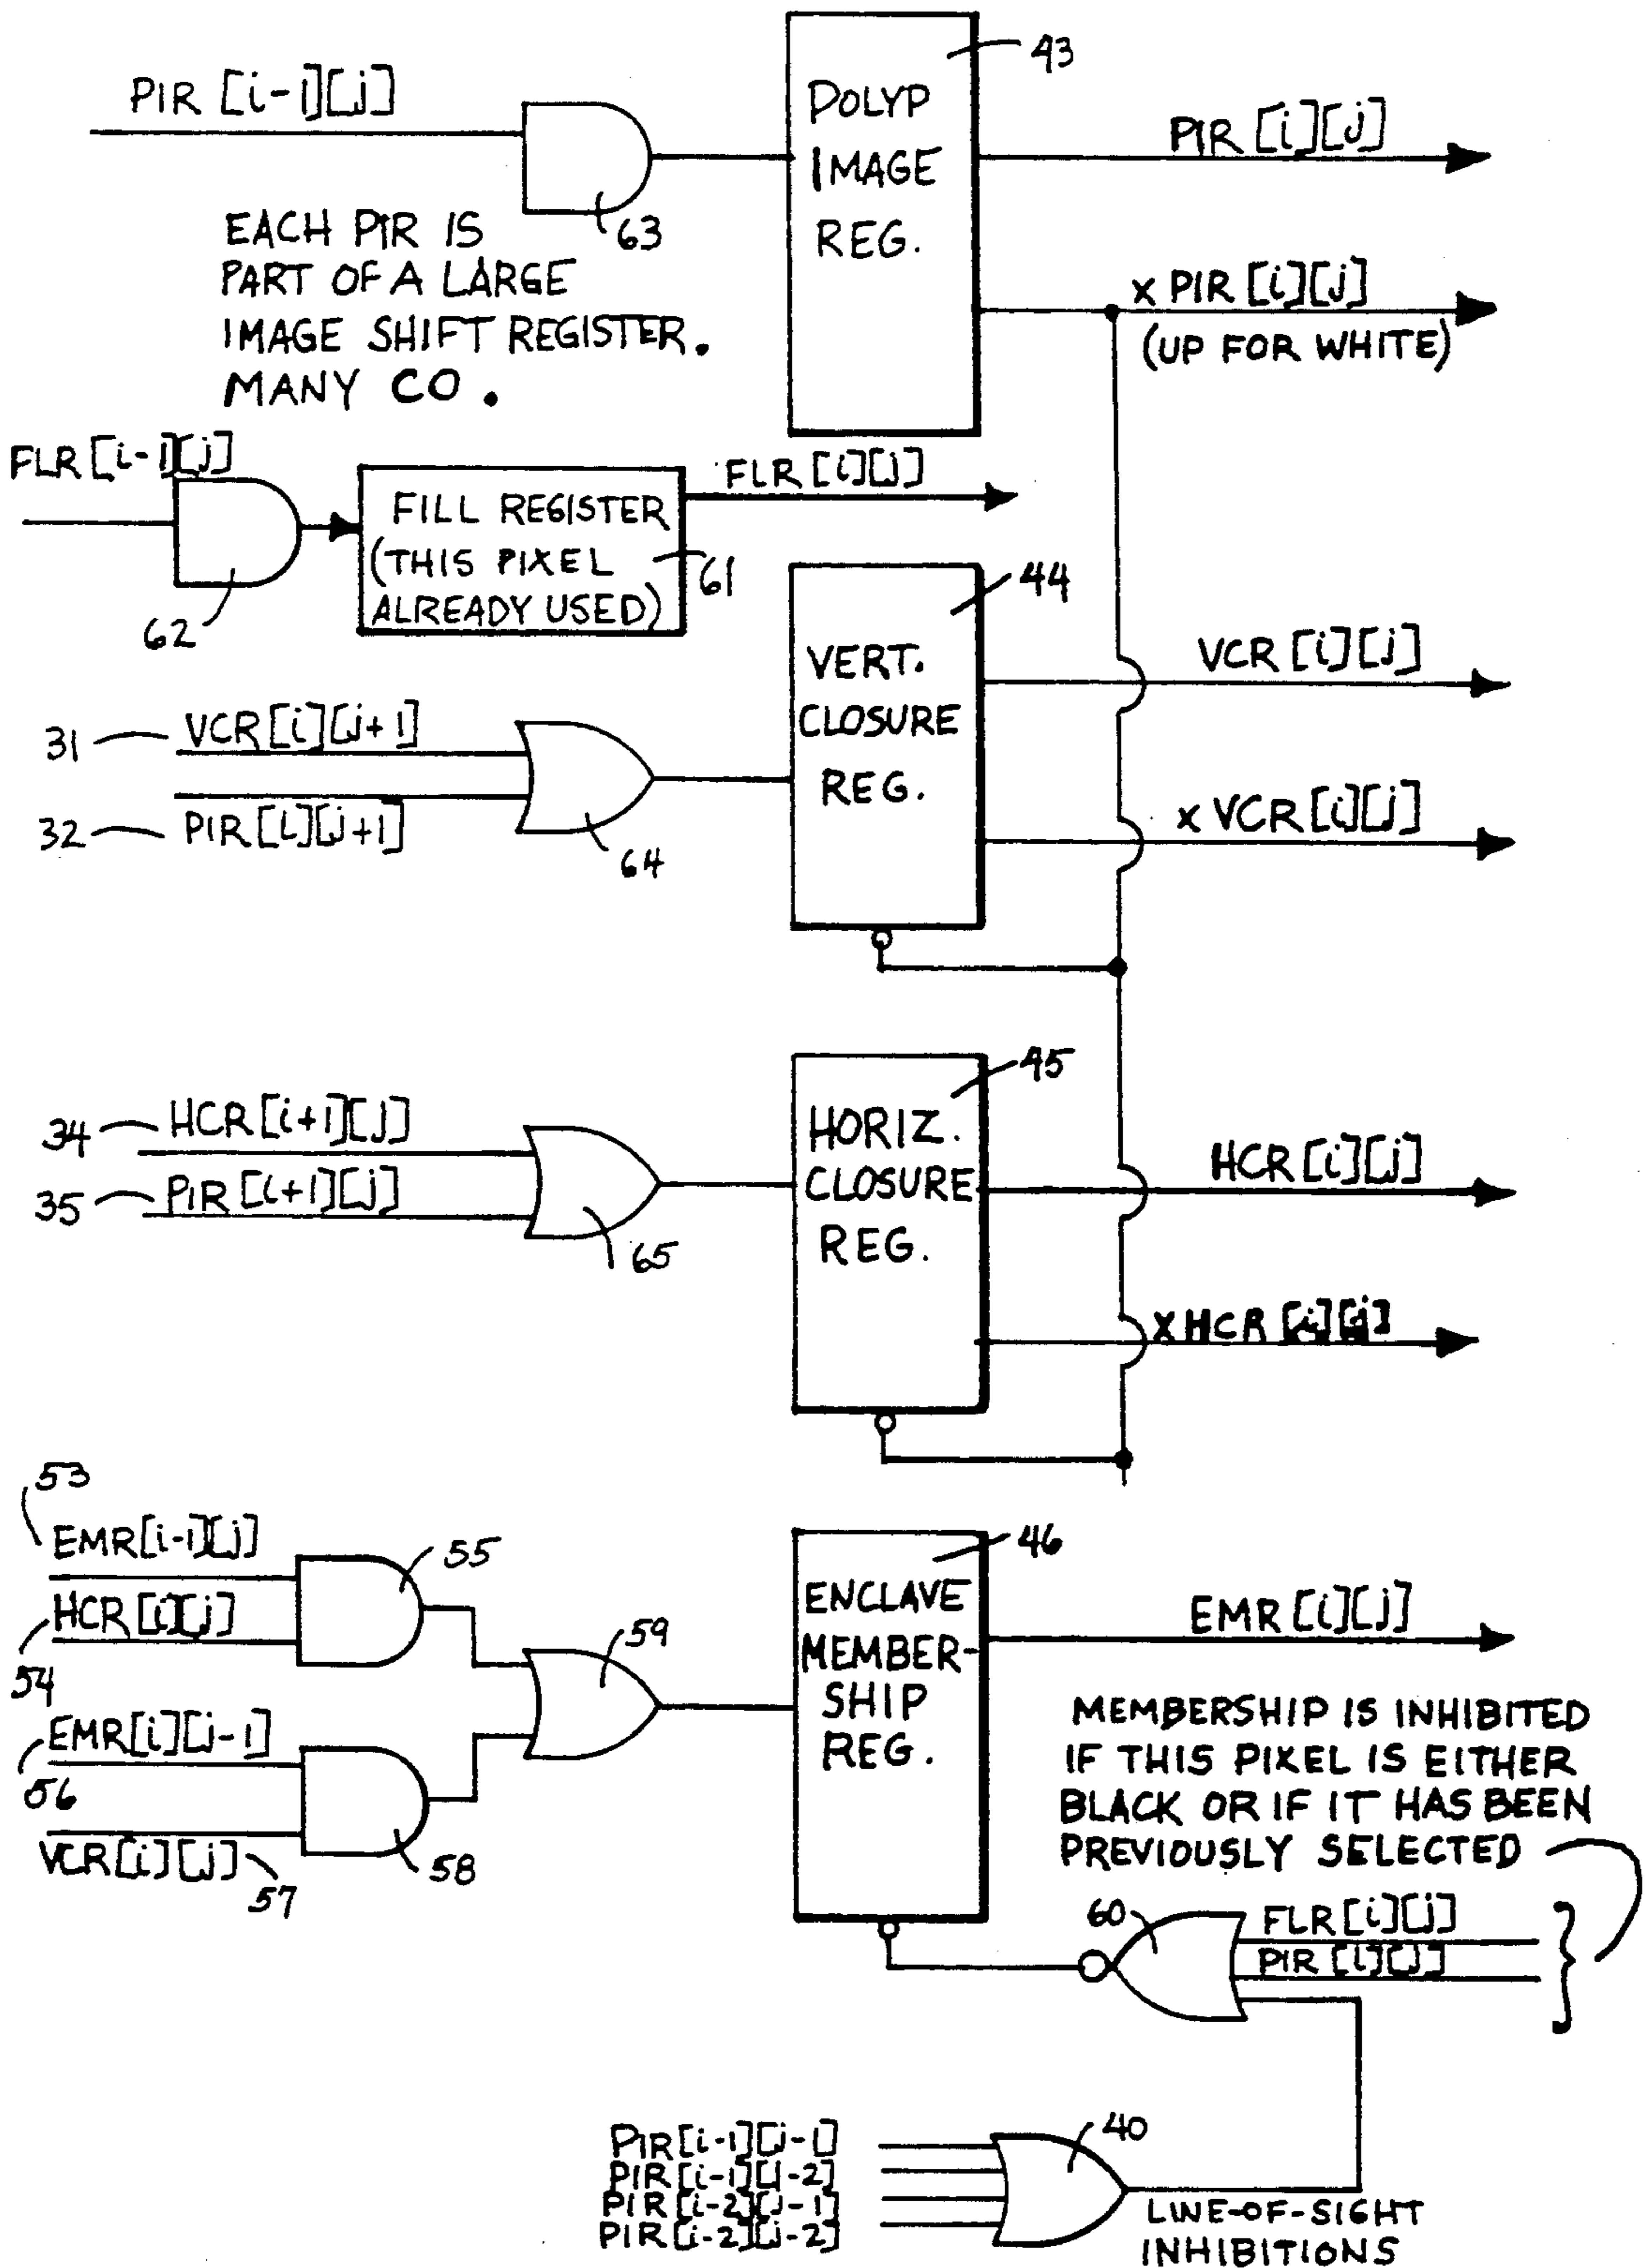 PIR [i-1][j]
63
EACH PIR IS
PART OF A LARGE
IMAGE SHIFT REGISTER.
MANY CO.
POLYP
IMAGE
REG.
43
PIR [i][j]
x PIR [i][j]
(UP FOR WHITE)
FLR [i-1][j]
62
FILL REGISTER
(THIS PIXEL
ALREADY USED)
61
FLR [i][j]
31
VCR [i][j+1]
32
PIR [i][j+1]
64
VERT.
CLOSURE
REG.
44
VCR [i][j]
x VCR [i][j]
34
HCR [i+1][j]
35
PIR [i+1][j]
65
HORIZ.
CLOSURE
REG.
45
HCR [i][j]
x HCR [i][j]
53
EMR [i-1][j]
HCR [i][j]
54
55
EMR [i][j-1]
56
VCR [i][j]
57
58
59
ENCLAVE
MEMBER-
SHIP
REG.
46
EMR [i][j]
MEMBERSHIP IS INHIBITED
IF THIS PIXEL IS EITHER
BLACK OR IF IT HAS BEEN
PREVIOUSLY SELECTED
60
FLR [i][j]
PIR [i][j]
PIR [i-1][j-1]
PIR [i-1][j-2]
PIR [i-2][j-1]
PIR [i-2][j-2]
40
LINE-OF-SIGHT
INHIBITIONS